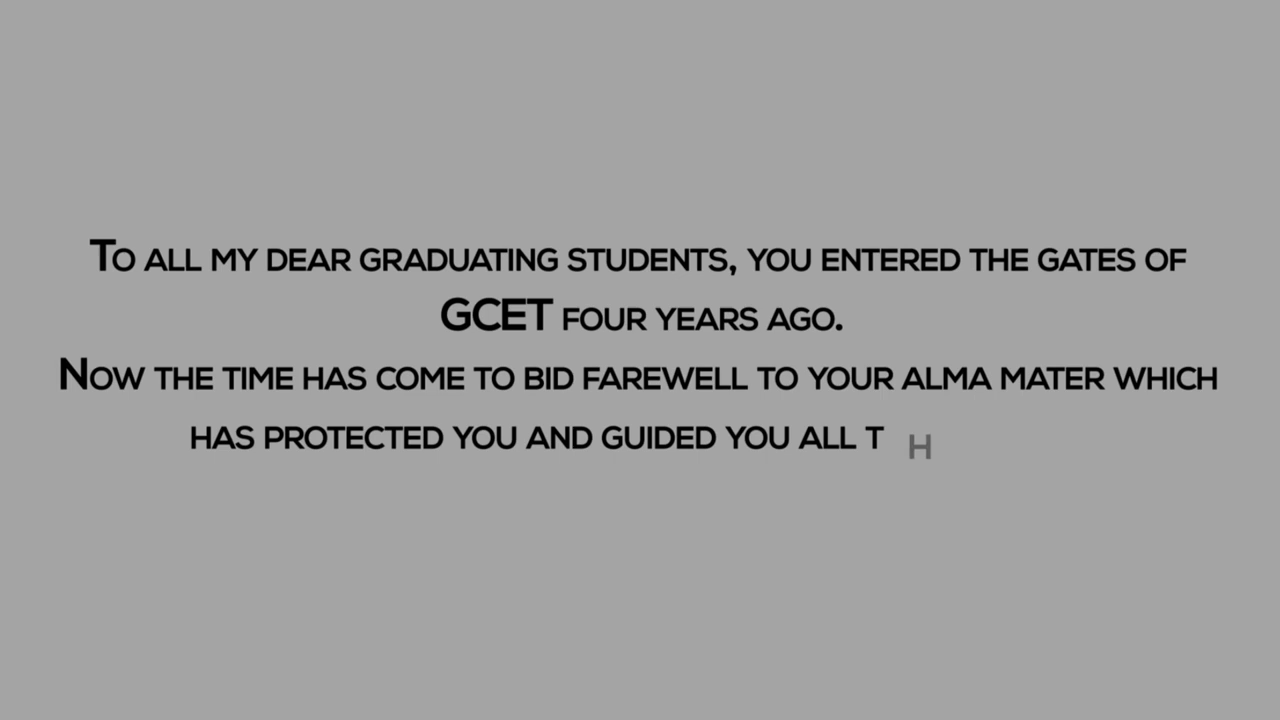 To all my dear graduating students, you entered the gates of
GCET four years ago.
Now the time has come to bid farewell to your alma mater which
has protected you and guided you all t h